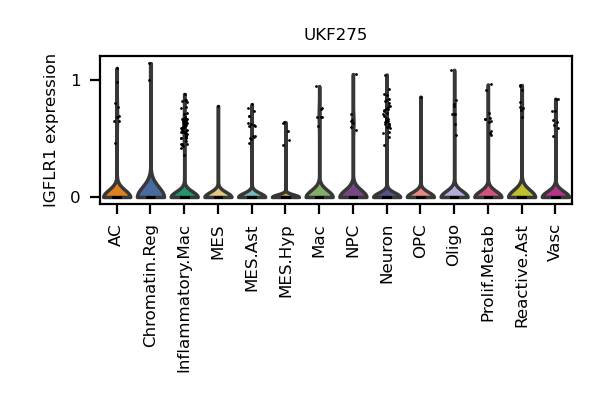 UKF275
IGFLR1 expression
1
0
AC
Chromatin.Reg
Inflammatory.Mac
MES
MES.Ast
MES.Hyp
Mac
NPC
Neuron
OPC
Oligo
Prolif.Metab
Reactive.Ast
Vasc